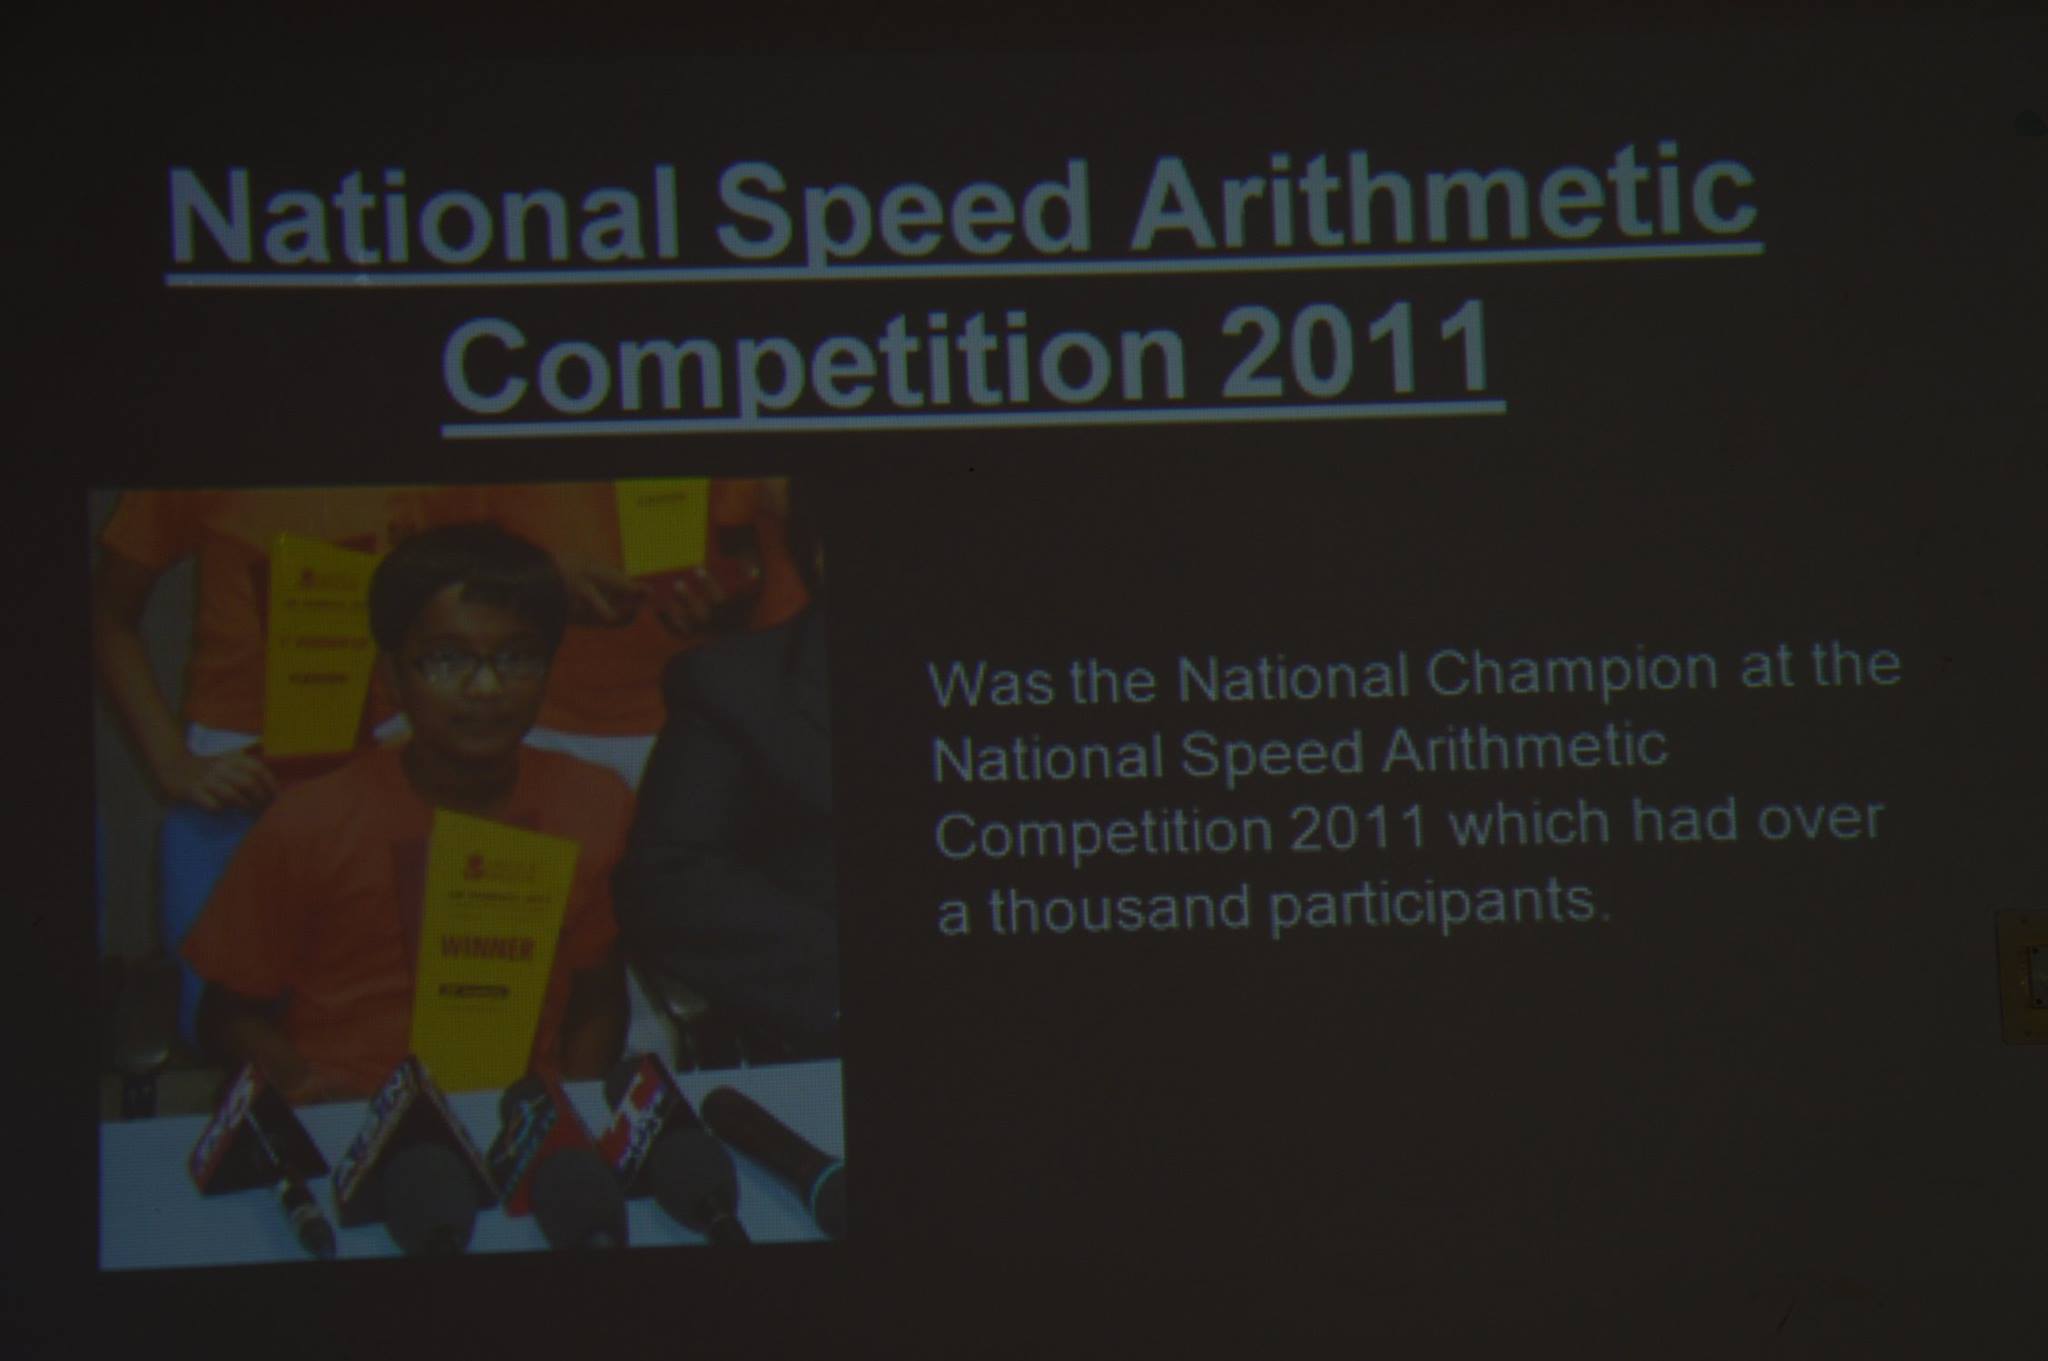 National Speed Arithmetic
Competition 2011
Was the National Champion at the
National Speed Arithmetic
Competition 2011 which had over
a thousand participants.
WINNER